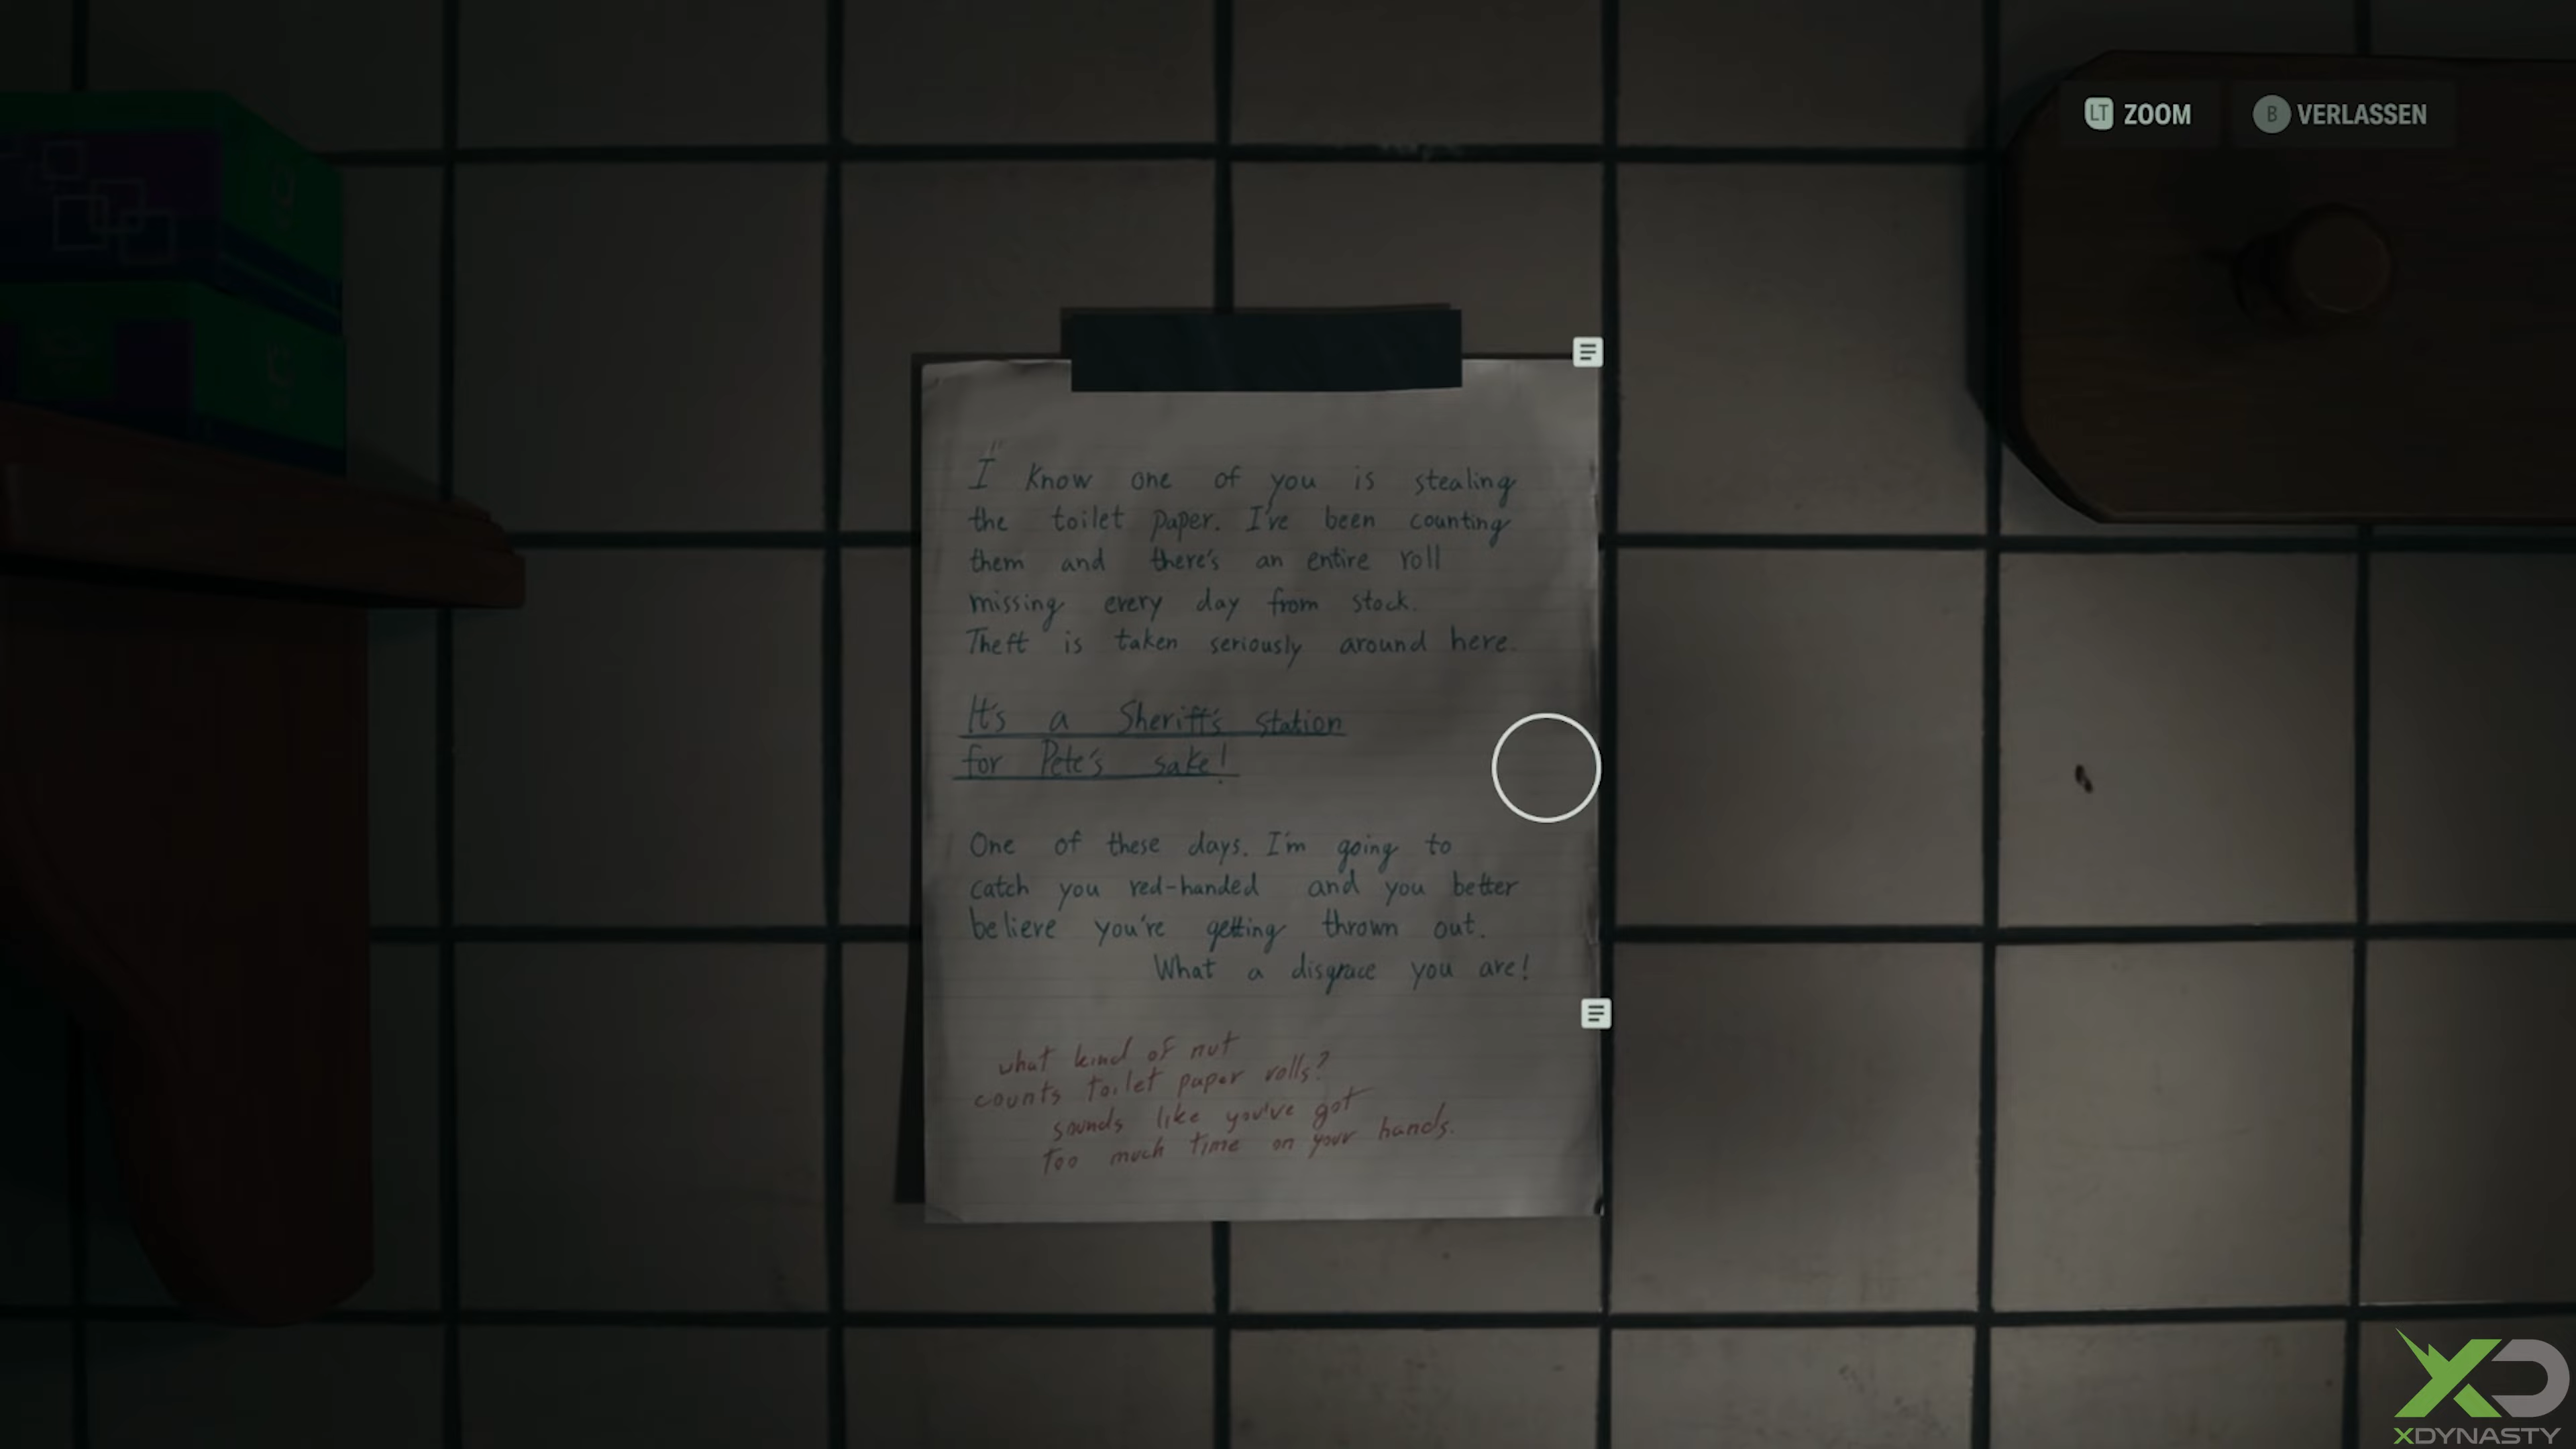 LT ZOOM B VERLASSEN
I know one of you is stealing
the toilet paper. I've been counting
them and there's an entire roll
missing every day from stock.
Theft is taken seriously around here.
It's a Sheriff's station
for Pete's sake!
One of these days. I'm going to
catch you red-handed and you better
believe you're getting thrown out.
What a disgrace you are!
what kind of nut
counts toilet paper rolls?
sounds like you've got
too much time on your hands.
XD
XDYNASTY